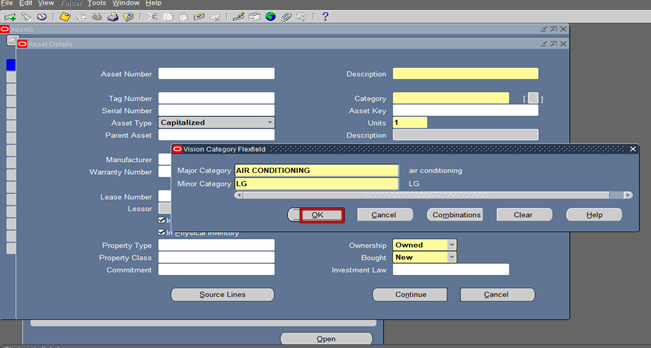 File Edit View Folder Tools Window Help
Assets
Asset Details
Asset Number Description
Tag Number Category [ ]
Serial Number Asset Key
Asset Type Capitalized Units 1
Parent Asset Description
Vision Category Flexfield
Manufacturer
Major Category AIR CONDITIONING air conditioning
Warranty Number
Minor Category LG LG
Lease Number
Lessor
OK Cancel Combinations Clear Help
In Physical Inventory
Property Type Ownership Owned
Property Class Bought New
Commitment Investment Law
Source Lines Continue Cancel
Open